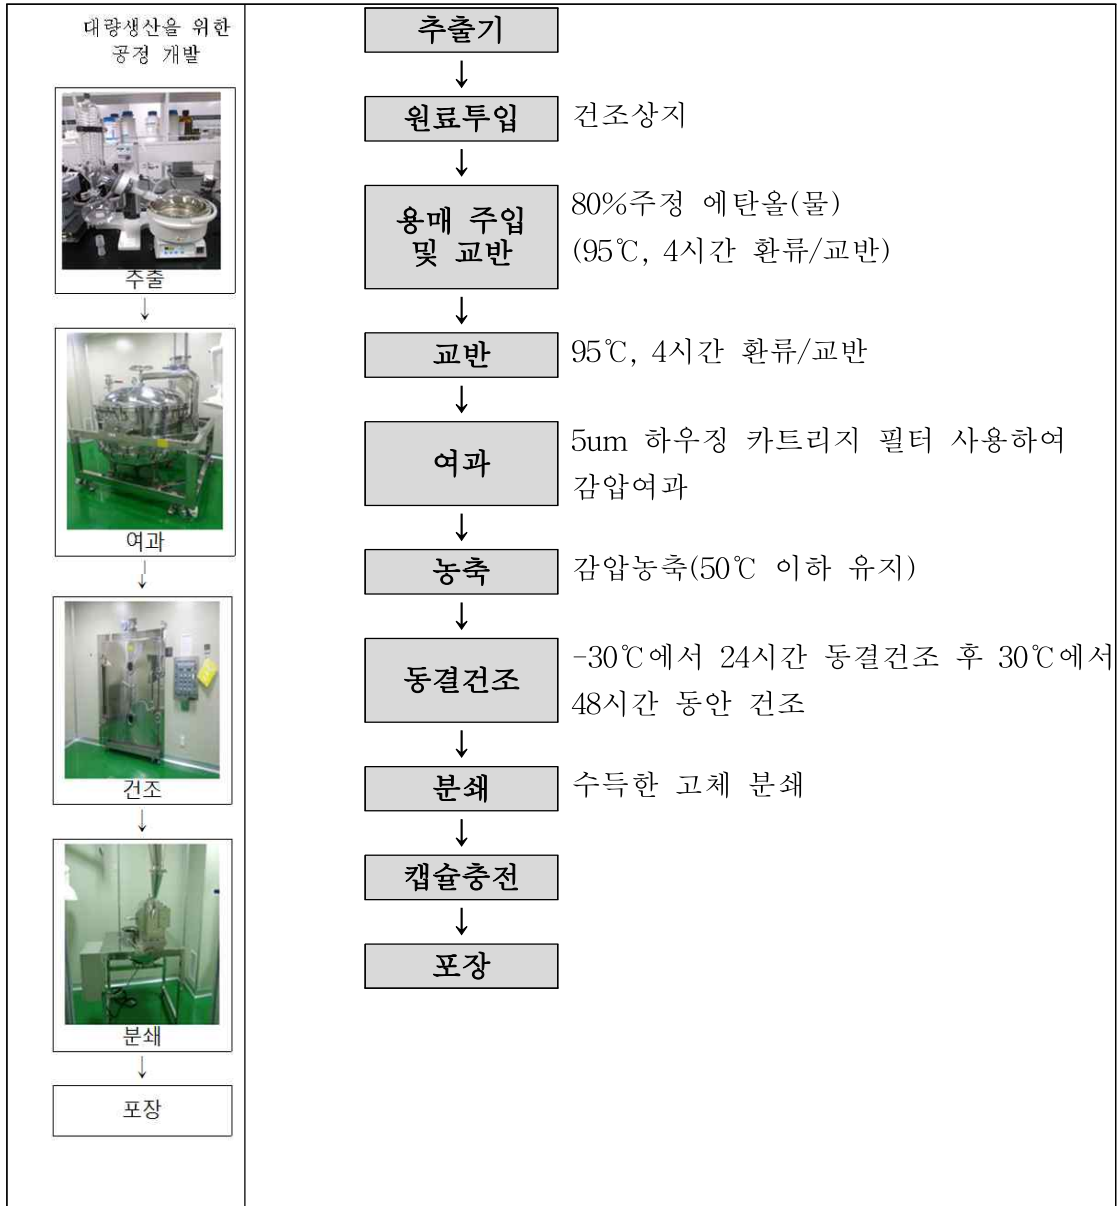 대량생산을 위한
공정 개발
추출
↓
여과
↓
건조
↓
분쇄
↓
포장
추출기
↓
원료투입 건조상지
↓
용매 주입
및 교반
80%주정 에탄올(물)
(95℃, 4시간 환류/교반)
↓
교반 95℃, 4시간 환류/교반
↓
여과
5um 하우징 카트리지 필터 사용하여
감압여과
↓
농축 감압농축(50℃ 이하 유지)
↓
동결건조
-30℃에서 24시간 동결건조 후 30℃에서
48시간 동안 건조
↓
분쇄 수득한 고체 분쇄
↓
캡슐충전
↓
포장